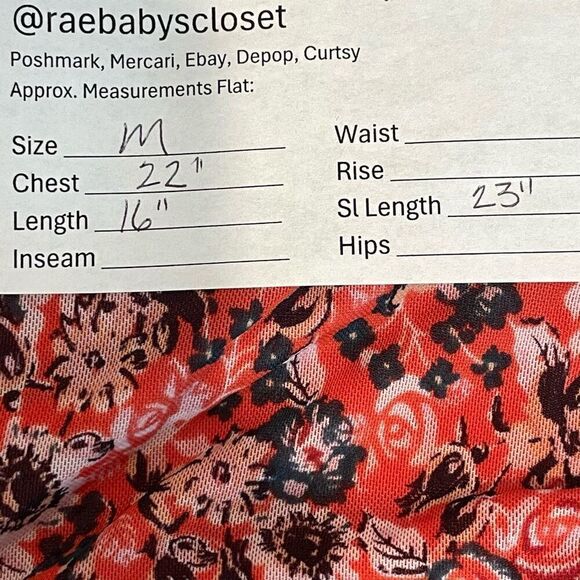 @raebabyscloset
Poshmark, Mercari, Ebay, Depop, Curtsy
Approx. Measurements Flat:
Size M
Chest 22"
Length 16"
Inseam
Waist
Rise
Sl Length 23"
Hips